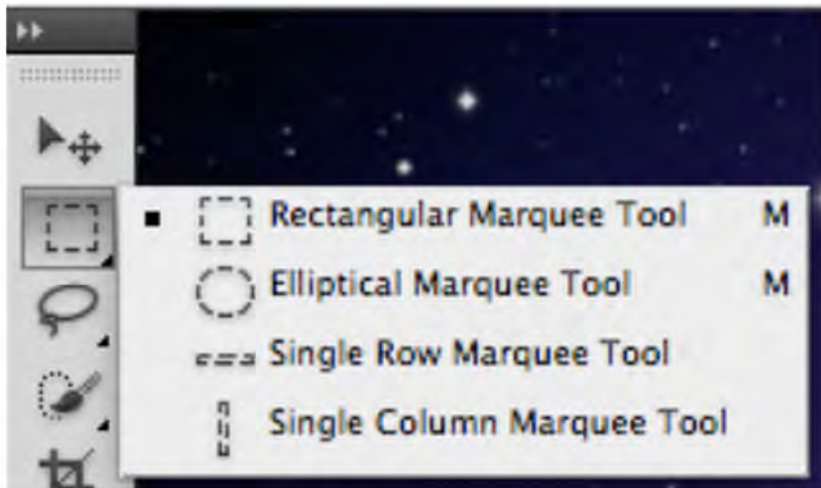 Rectangular Marquee Tool M
Elliptical Marquee Tool M
Single Row Marquee Tool
Single Column Marquee Tool